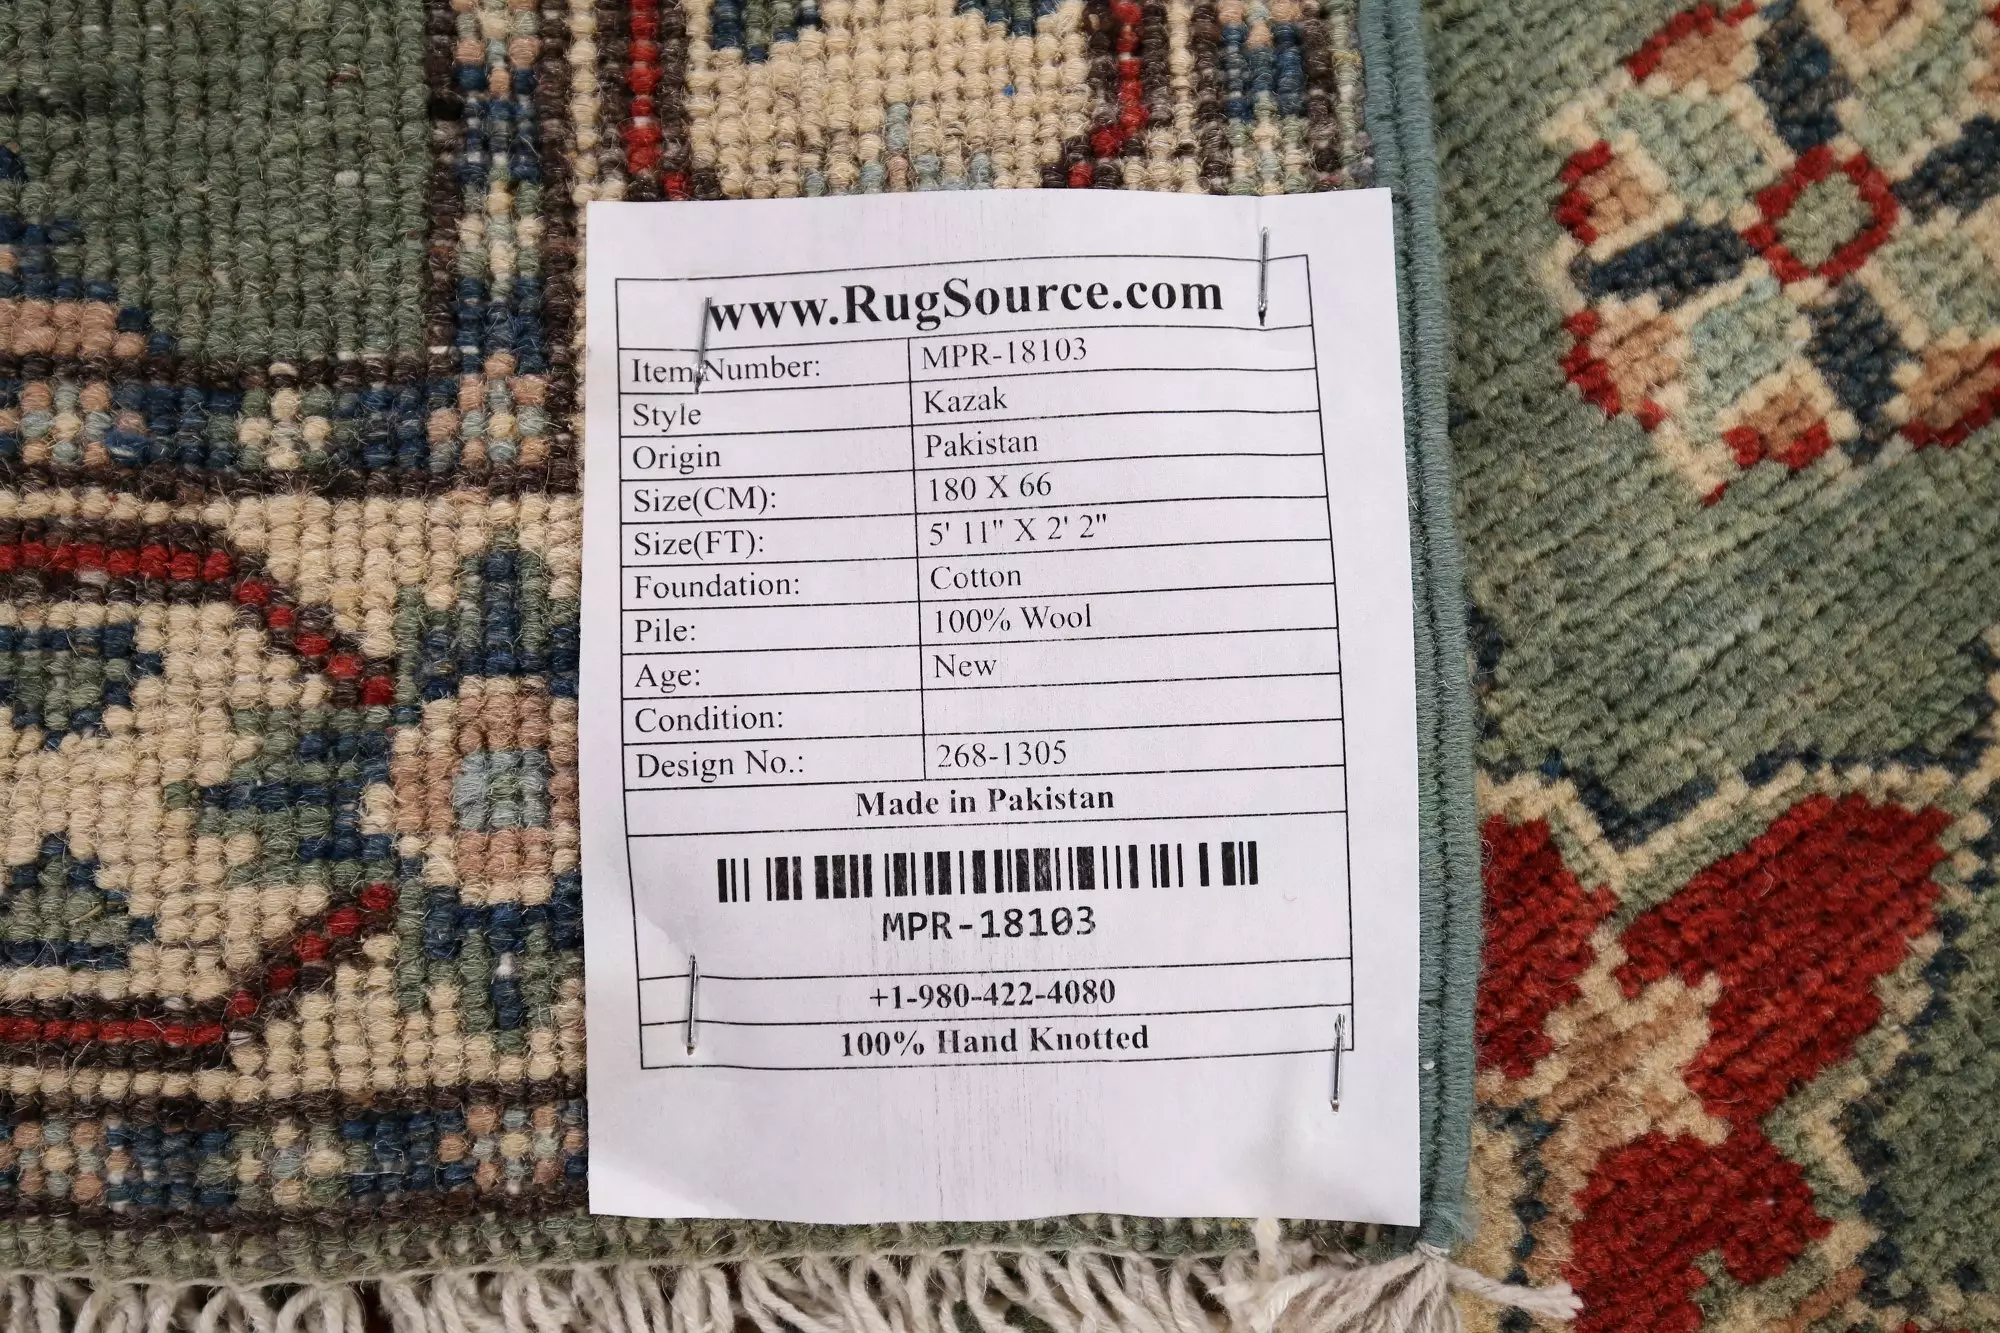 www.RugSource.com
Item Number: MPR-18103
Style Kazak
Origin Pakistan
Size(CM): 180 X 66
Size(FT): 5' 11" X 2' 2"
Foundation: Cotton
Pile: 100% Wool
Age: New
Condition:
Design No.: 268-1305
Made in Pakistan
MPR-18103
+1-980-422-4080
100% Hand Knotted